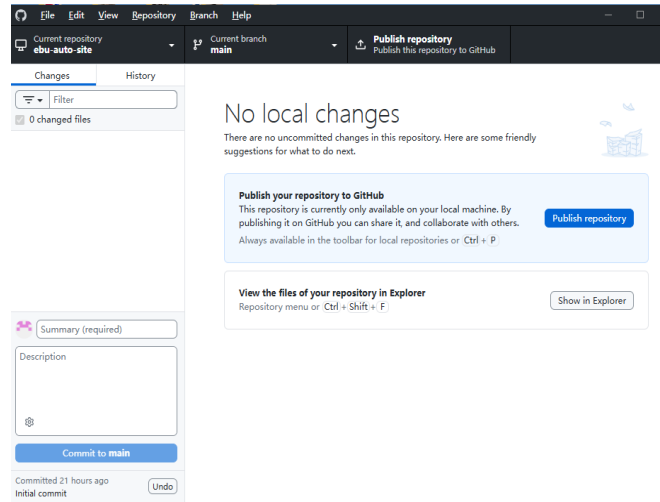 File Edit View Repository Branch Help
Current repository
ebu-auto-site
Current branch
main
Publish repository
Publish this repository to GitHub
Changes History
Filter
0 changed files
No local changes
There are no uncommitted changes in this repository. Here are some friendly
suggestions for what to do next.
Publish your repository to GitHub
This repository is currently only available on your local machine. By
publishing it on GitHub you can share it, and collaborate with others.
Always available in the toolbar for local repositories or Ctrl + P
Publish repository
View the files of your repository in Explorer
Repository menu or Ctrl + Shift + F
Show in Explorer
Summary (required)
Description
Commit to main
Committed 21 hours ago
Initial commit
Undo